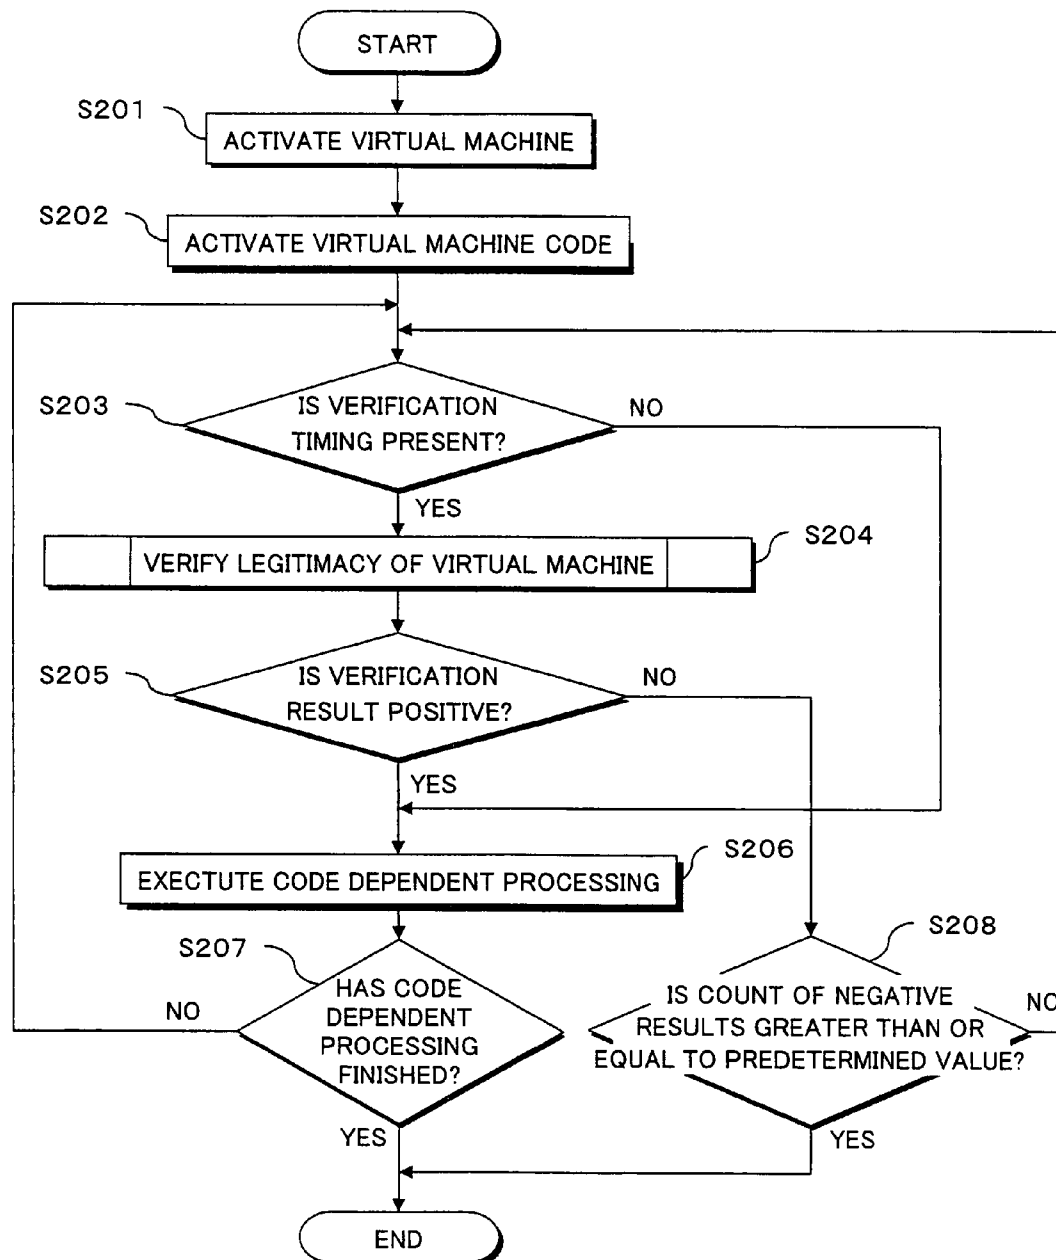 START
S201
ACTIVATE VIRTUAL MACHINE
S202
ACTIVATE VIRTUAL MACHINE CODE
S203
IS VERIFICATION
TIMING PRESENT?
NO
YES
S204
VERIFY LEGITIMACY OF VIRTUAL MACHINE
S205
IS VERIFICATION
RESULT POSITIVE?
NO
YES
S206
EXECTUTE CODE DEPENDENT PROCESSING
S207
HAS CODE
DEPENDENT
PROCESSING
FINISHED?
NO
YES
S208
IS COUNT OF NEGATIVE
RESULTS GREATER THAN OR
EQUAL TO PREDETERMINED VALUE?
NO
YES
END